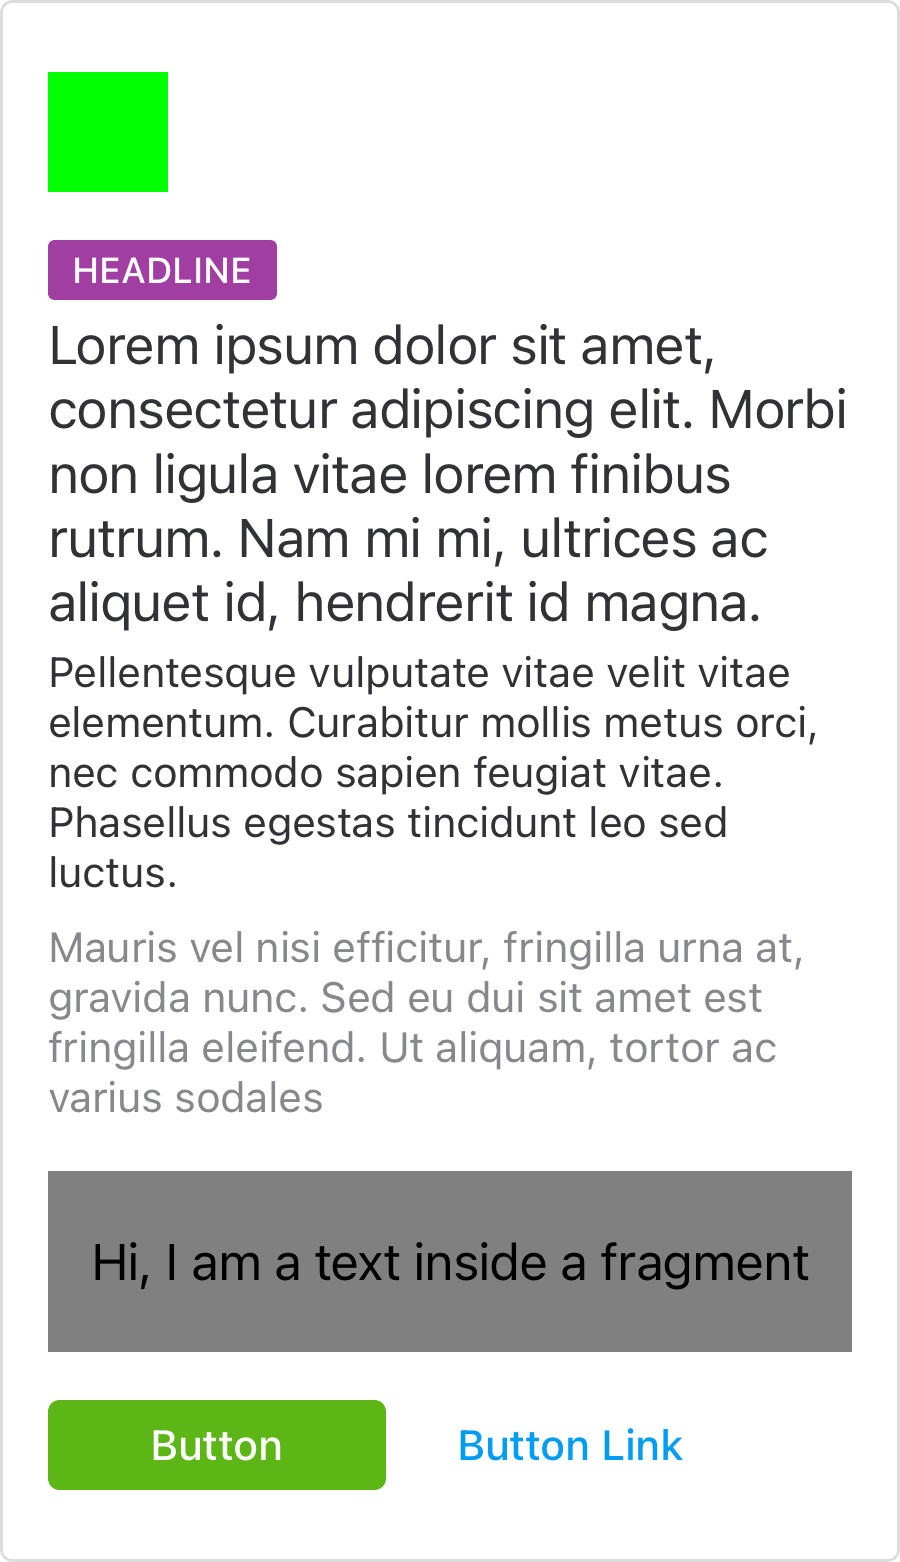 HEADLINE
Lorem ipsum dolor sit amet,
consectetur adipiscing elit. Morbi
non ligula vitae lorem finibus
rutrum. Nam mi mi, ultrices ac
aliquet id, hendrerit id magna.
Pellentesque vulputate vitae velit vitae
elementum. Curabitur mollis metus orci,
nec commodo sapien feugiat vitae.
Phasellus egestas tincidunt leo sed
luctus.
Mauris vel nisi efficitur, fringilla urna at,
gravida nunc. Sed eu dui sit amet est
fringilla eleifend. Ut aliquam, tortor ac
varius sodales
Hi, I am a text inside a fragment
Button
Button Link